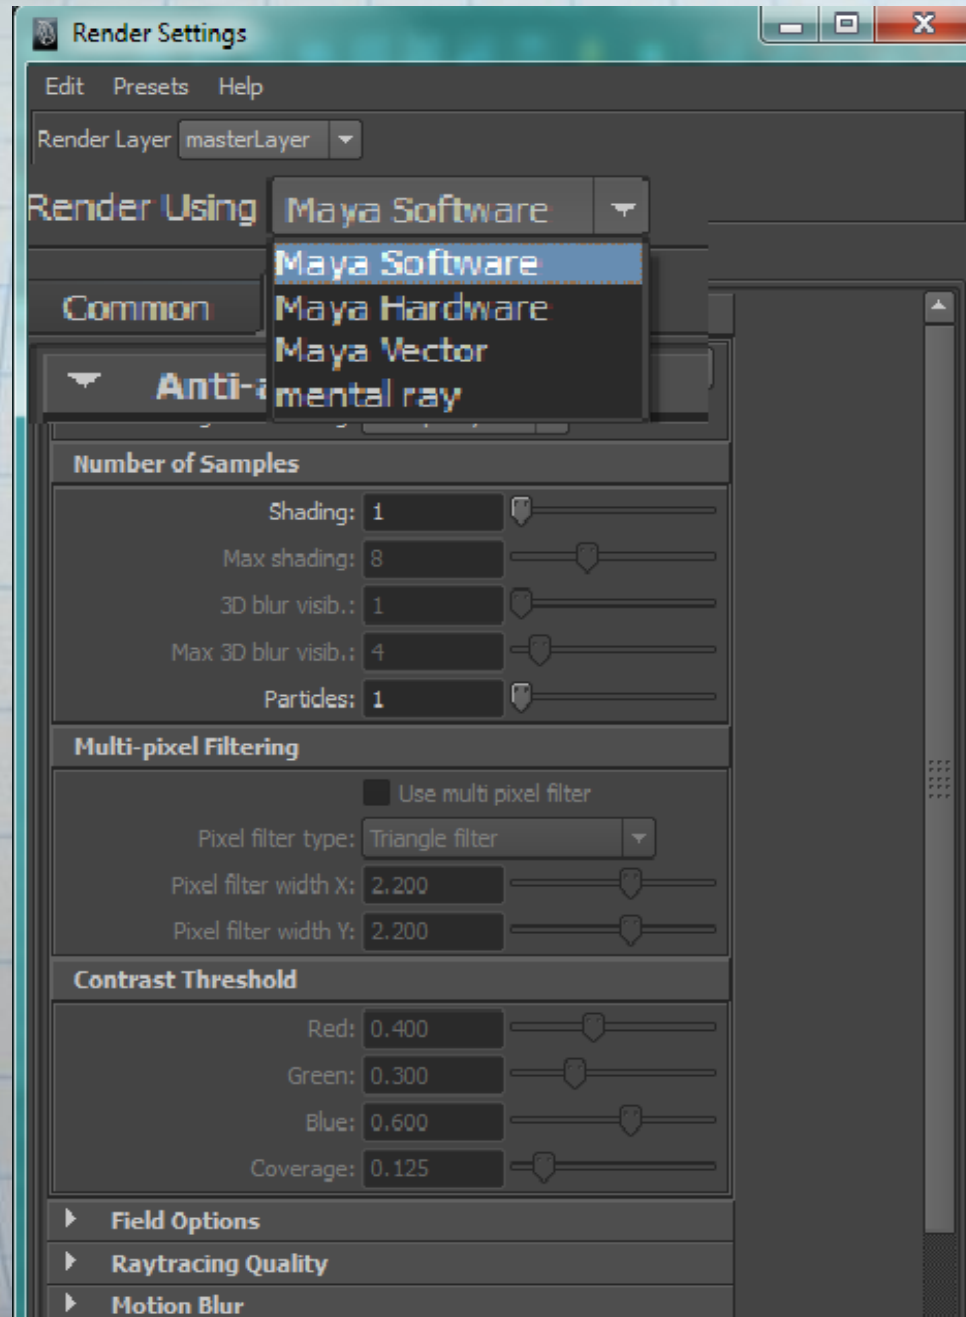 Render Settings
Edit Presets Help
Render Layer masterLayer
Render Using Maya Software
Maya Software
Maya Hardware
Maya Vector
mental ray
Common
Anti-a
Number of Samples
Shading: 1
Max shading: 8
3D blur visib.: 1
Max 3D blur visib.: 4
Particles: 1
Multi-pixel Filtering
Use multi pixel filter
Pixel filter type: Triangle filter
Pixel filter width X: 2.200
Pixel filter width Y: 2.200
Contrast Threshold
Red: 0.400
Green: 0.300
Blue: 0.600
Coverage: 0.125
Field Options
Raytracing Quality
Motion Blur